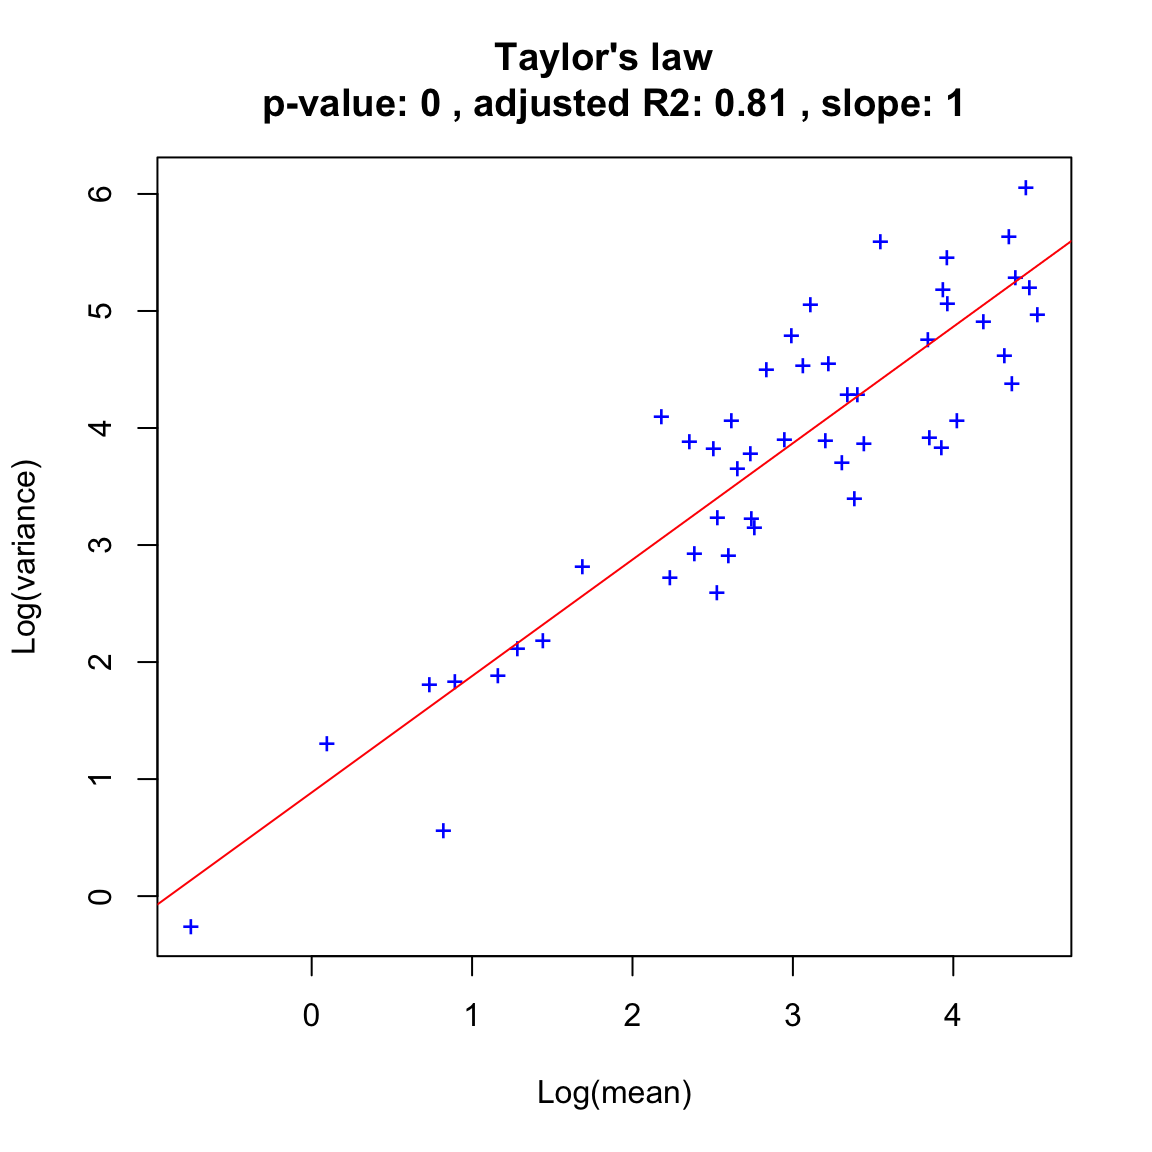 Taylor's law
p-value: 0 , adjusted R2: 0.81 , slope: 1
6
5
4
3
2
1
0
Log(variance)
0 1 2 3 4
Log(mean)